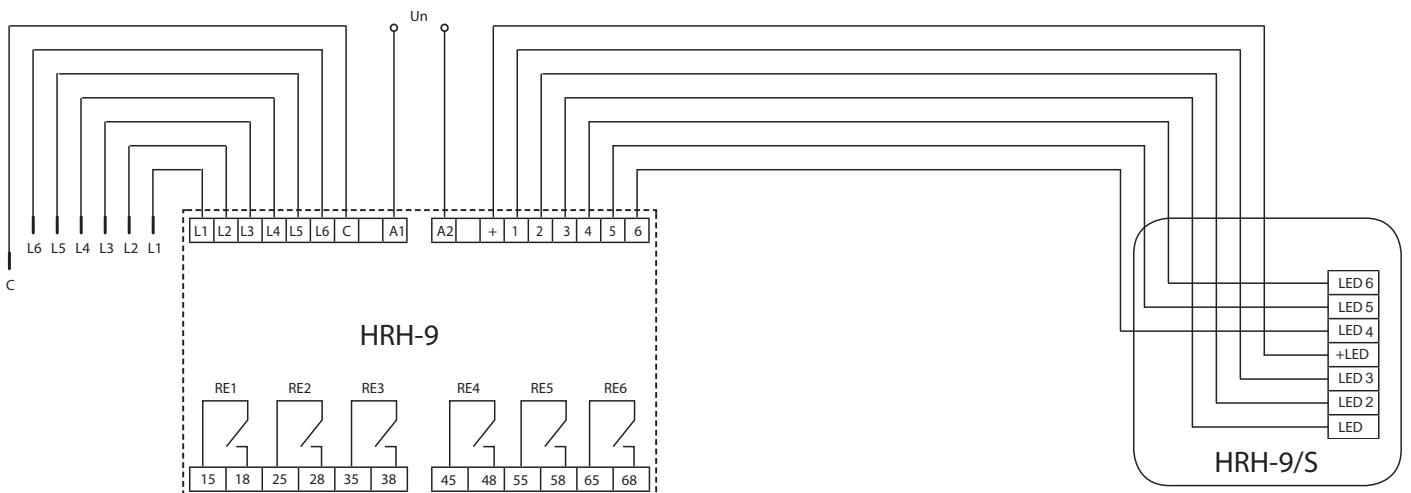 Un
L6 L5 L4 L3 L2 L1
C
L1 L2 L3 L4 L5 L6 C A1
A2 + 1 2 3 4 5 6
HRH-9
RE1 RE2 RE3 RE4 RE5 RE6
15 18 25 28 35 38
45 48 55 58 65 68
LED 6
LED 5
LED 4
+LED
LED 3
LED 2
LED
HRH-9/S